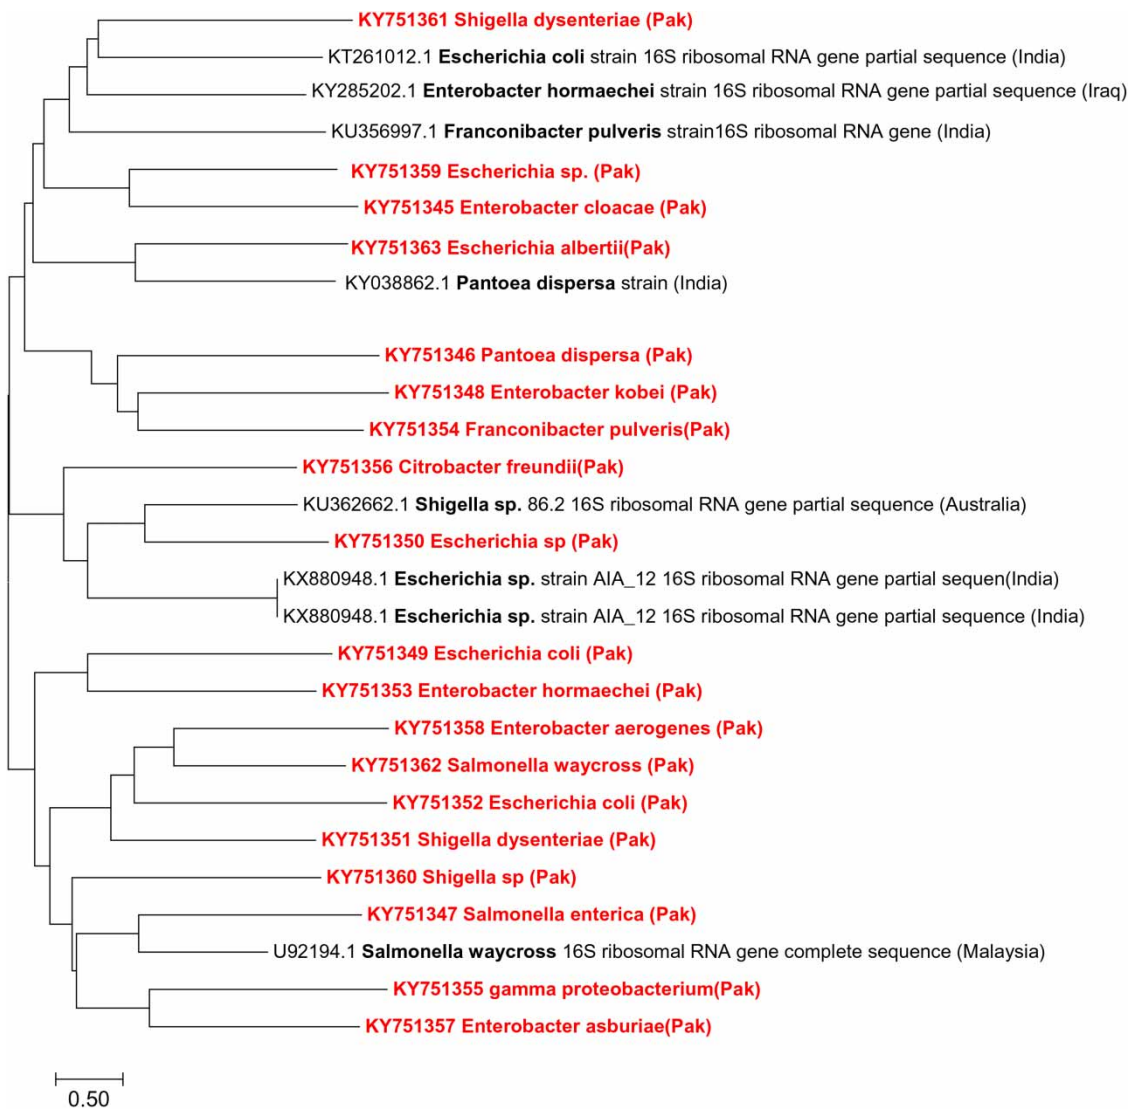 KY751361 Shigella dysenteriae (Pak)
KT261012.1 Escherichia coli strain 16S ribosomal RNA gene partial sequence (India)
KY285202.1 Enterobacter hormaechei strain 16S ribosomal RNA gene partial sequence (Iraq)
KU356997.1 Franconibacter pulveris strain16S ribosomal RNA gene (India)
KY751359 Escherichia sp. (Pak)
KY751345 Enterobacter cloacae (Pak)
KY751363 Escherichia albertii(Pak)
KY038862.1 Pantoea dispersa strain (India)
KY751346 Pantoea dispersa (Pak)
KY751348 Enterobacter kobei (Pak)
KY751354 Franconibacter pulveris(Pak)
KY751356 Citrobacter freundii(Pak)
KU362662.1 Shigella sp. 86.2 16S ribosomal RNA gene partial sequence (Australia)
KY751350 Escherichia sp (Pak)
KX880948.1 Escherichia sp. strain AIA_12 16S ribosomal RNA gene partial sequen(India)
KX880948.1 Escherichia sp. strain AIA_12 16S ribosomal RNA gene partial sequence (India)
KY751349 Escherichia coli (Pak)
KY751353 Enterobacter hormaechei (Pak)
KY751358 Enterobacter aerogenes (Pak)
KY751362 Salmonella waycross (Pak)
KY751352 Escherichia coli (Pak)
KY751351 Shigella dysenteriae (Pak)
KY751360 Shigella sp (Pak)
KY751347 Salmonella enterica (Pak)
U92194.1 Salmonella waycross 16S ribosomal RNA gene complete sequence (Malaysia)
KY751355 gamma proteobacterium(Pak)
KY751357 Enterobacter asburiae(Pak)
0.50